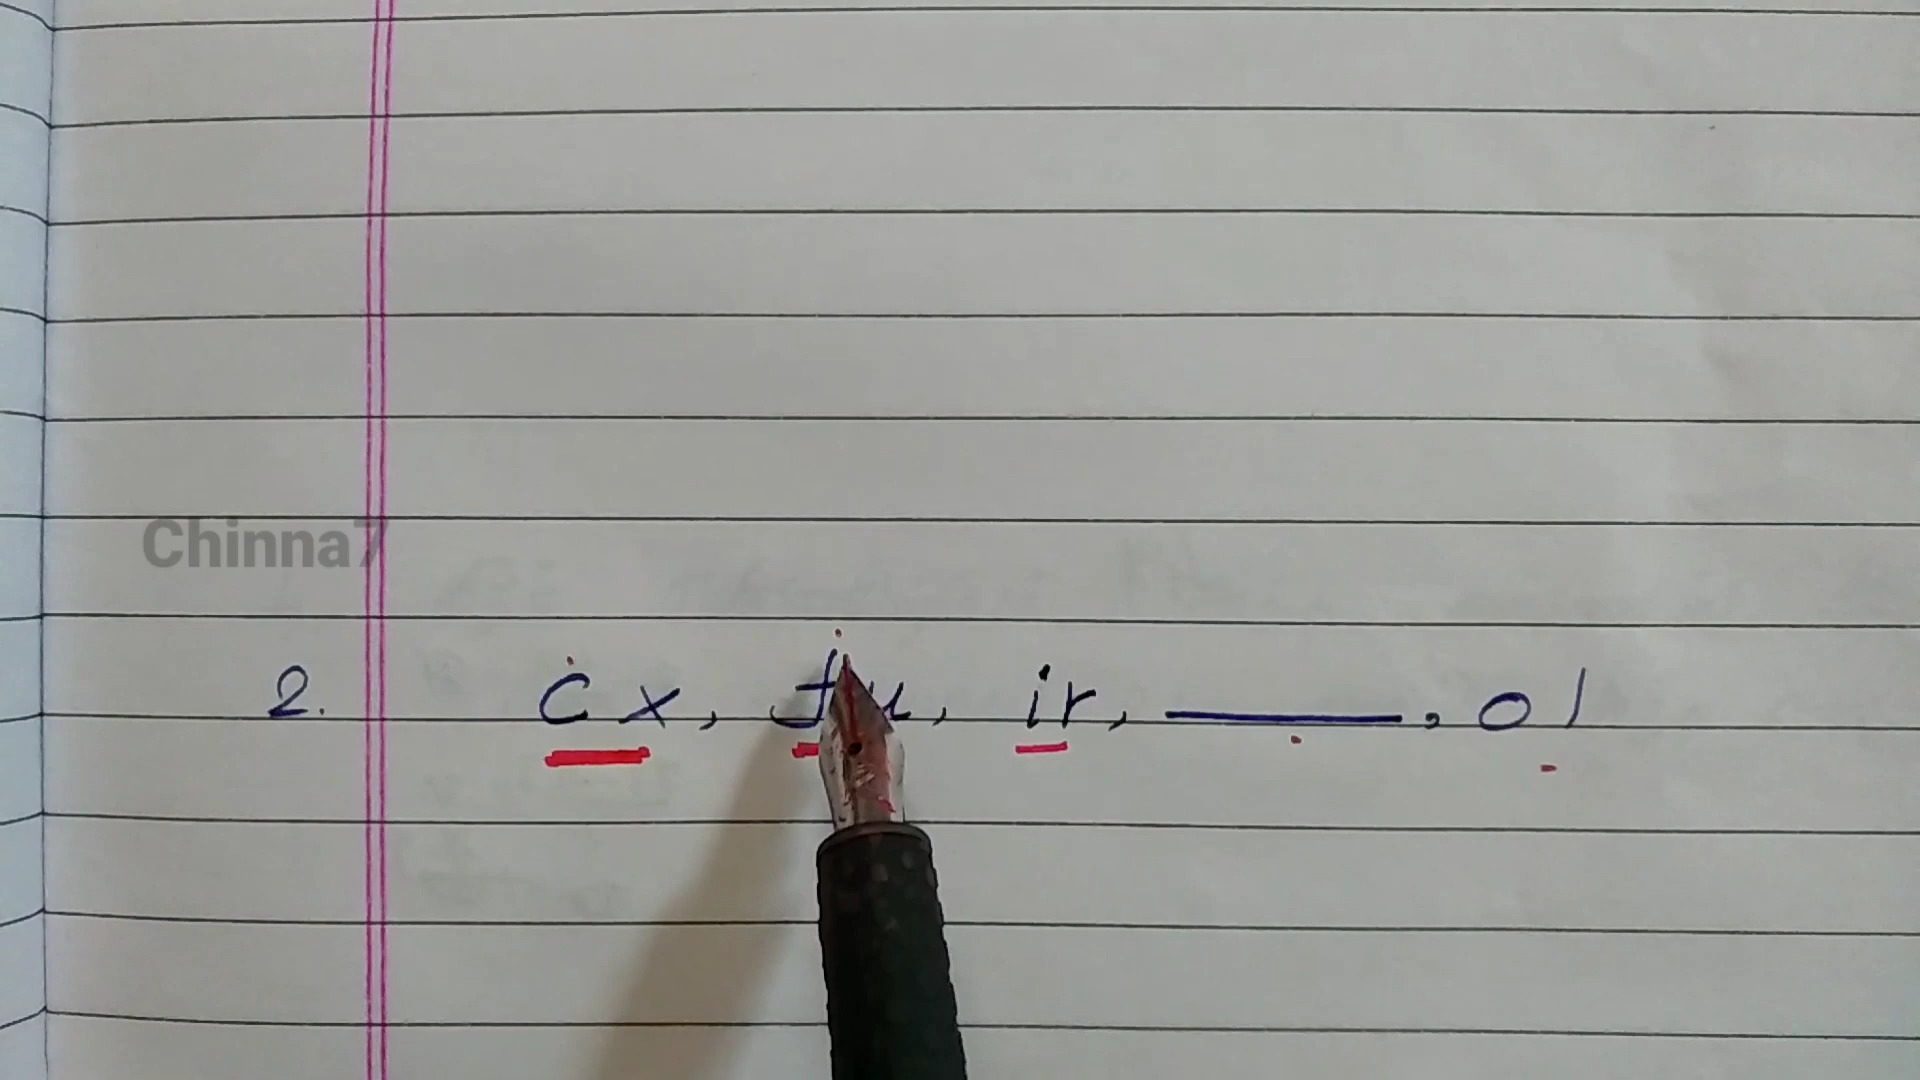 Chinna7
2. cx, fu, ir, ______, ol